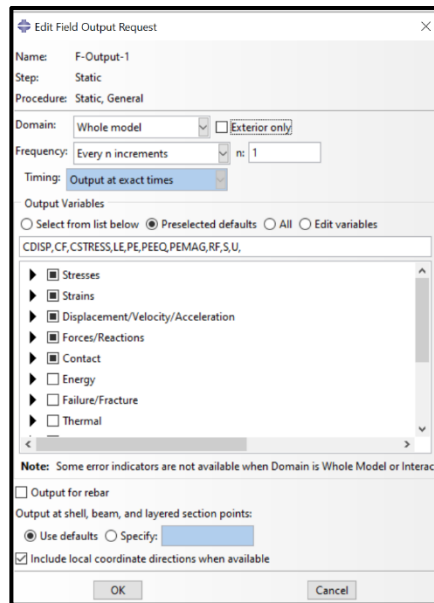 Edit Field Output Request
Name: F-Output-1
Step: Static
Procedure: Static, General
Domain: Whole model Exterior only
Frequency: Every n increments n: 1
Timing: Output at exact times
Output Variables
Select from list below Preselected defaults All Edit variables
CDISP,CF,CSTRESS,LE,PE,PEEQ,PEMAG,RF,S,U,
Stresses
Strains
Displacement/Velocity/Acceleration
Forces/Reactions
Contact
Energy
Failure/Fracture
Thermal
Note: Some error indicators are not available when Domain is Whole Model or Interac
Output for rebar
Output at shell, beam, and layered section points:
Use defaults Specify:
Include local coordinate directions when available
OK Cancel